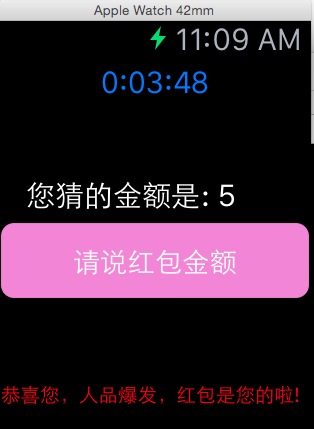 Apple Watch 42mm
11:09 AM
0:03:48
您猜的金额是: 5
请说红包金额
恭喜您，人品爆发，红包是您的啦!